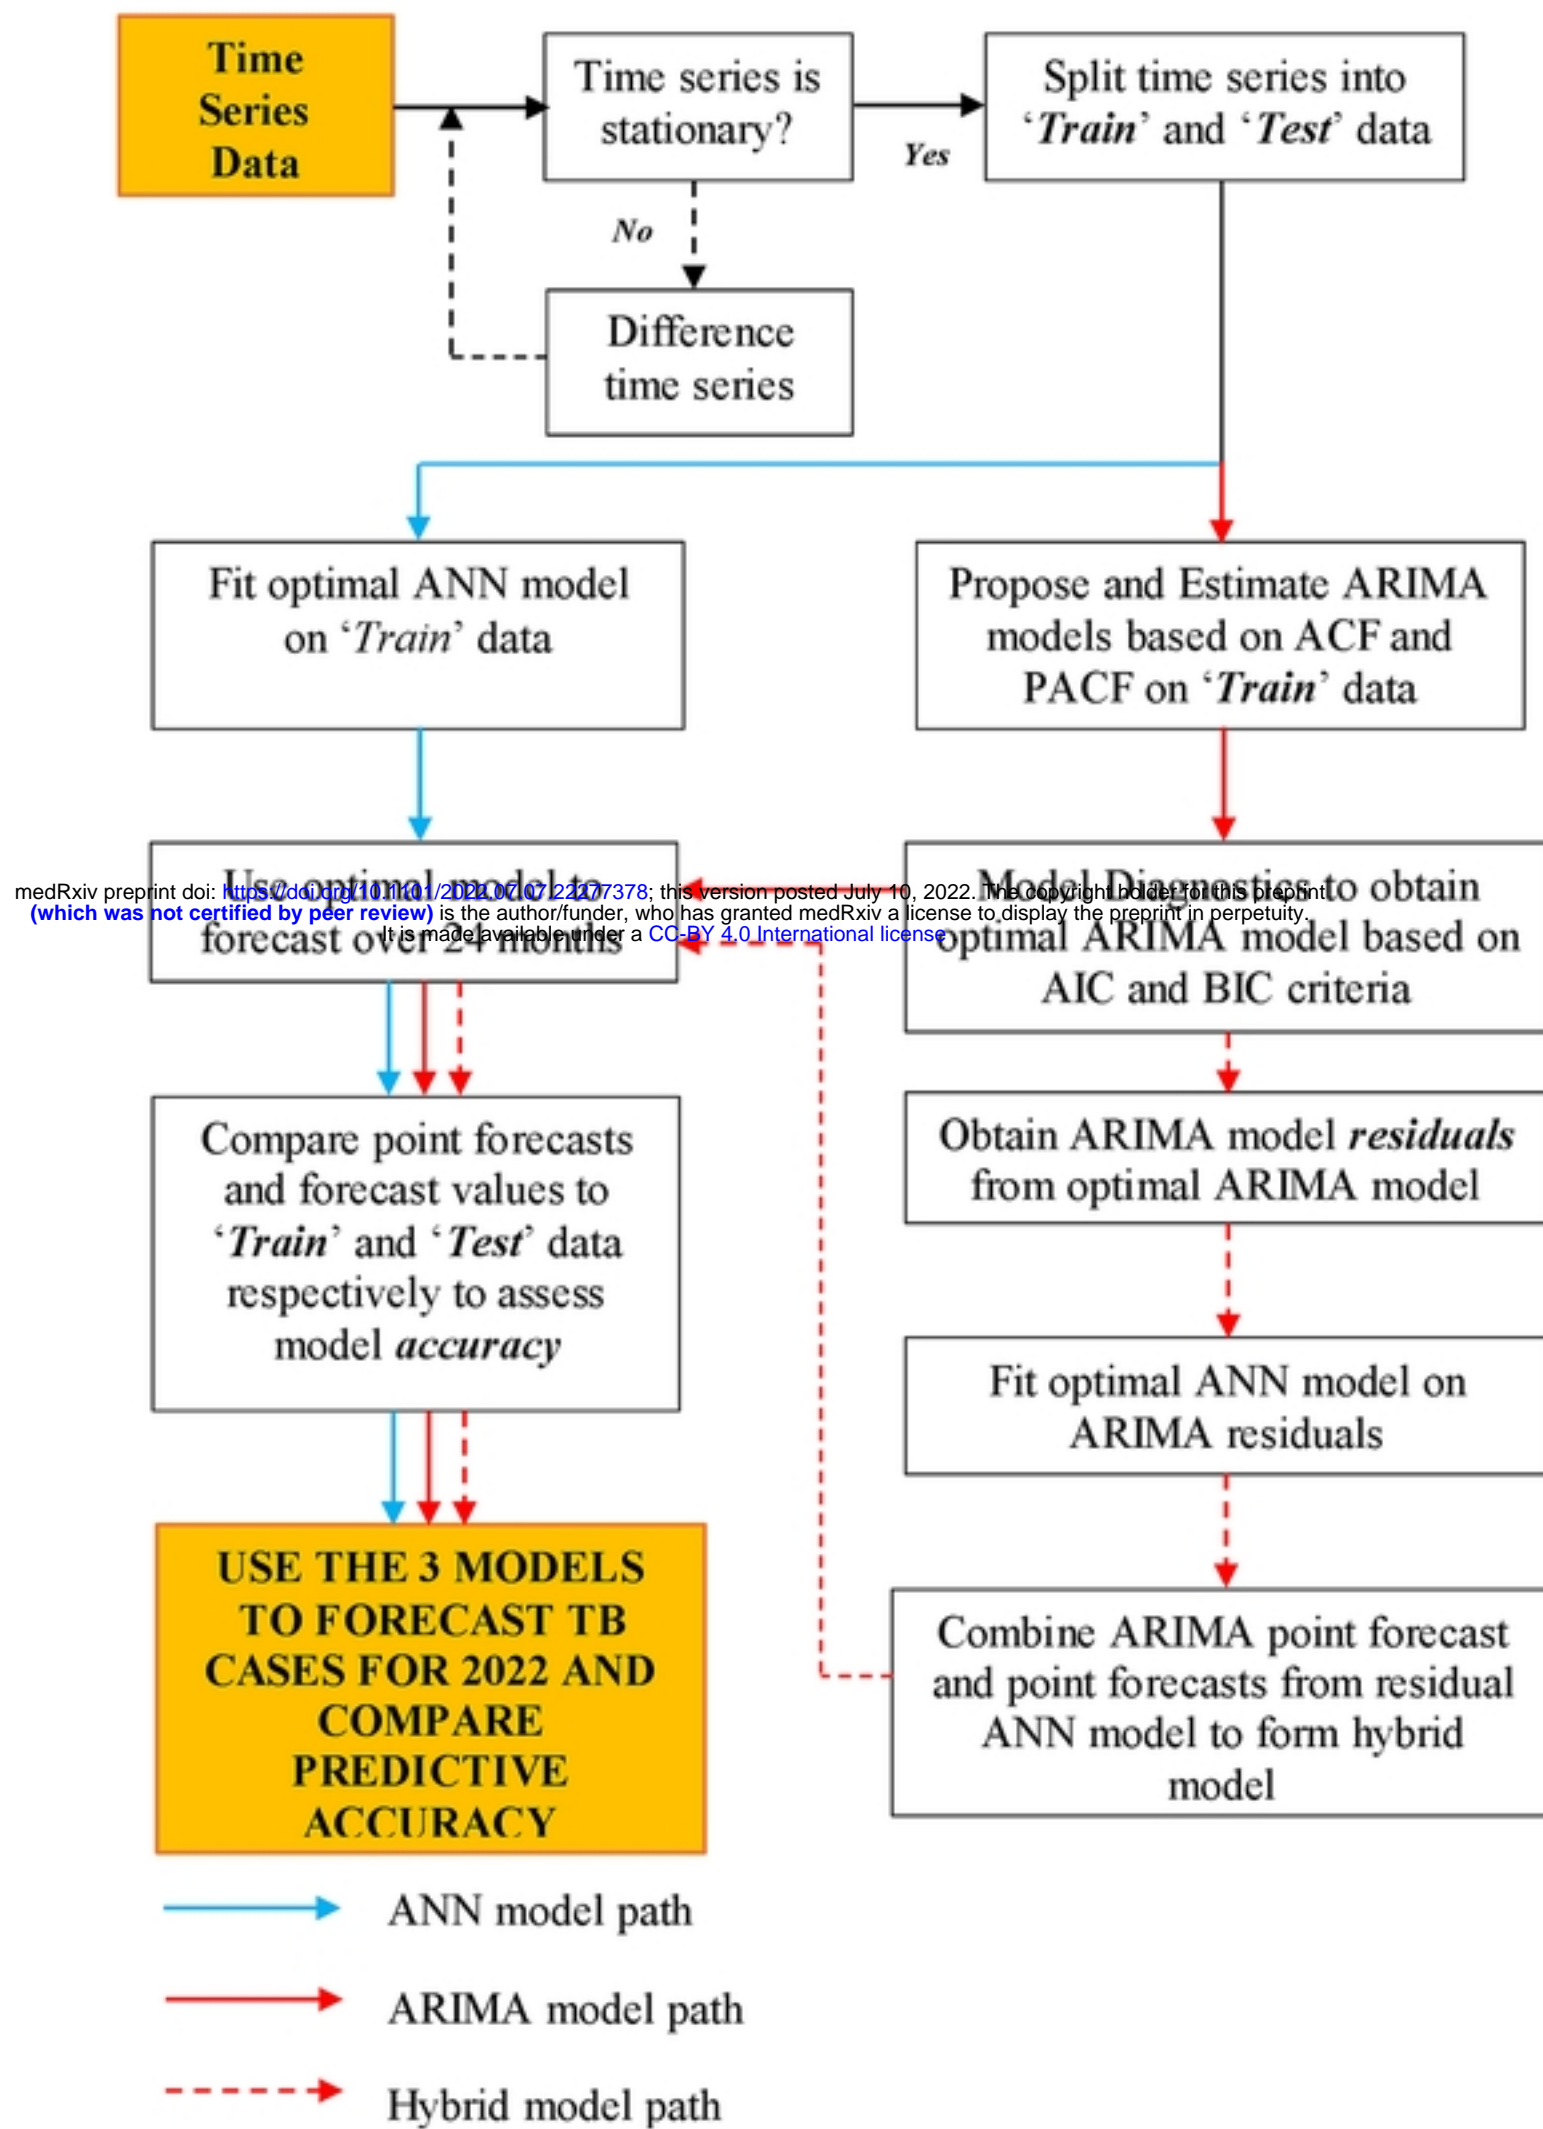 Time
Series
Data
Time series is
stationary?
Yes
Split time series into
‘Train’ and ‘Test’ data
No
Difference
time series
Fit optimal ANN model
on ‘Train’ data
Propose and Estimate ARIMA
models based on ACF and
PACF on ‘Train’ data
Use optimal model to
forecast over 24 months
Model Diagnostics to obtain
optimal ARIMA model based on
AIC and BIC criteria
medRxiv preprint doi: https://doi.org/10.1101/2022.07.07.22277378; this version posted July 10, 2022. The copyright holder for this preprint
(which was not certified by peer review) is the author/funder, who has granted medRxiv a license to display the preprint in perpetuity.
It is made available under a CC-BY 4.0 International license
Compare point forecasts
and forecast values to
‘Train’ and ‘Test’ data
respectively to assess
model accuracy
Obtain ARIMA model residuals
from optimal ARIMA model
Fit optimal ANN model on
ARIMA residuals
USE THE 3 MODELS
TO FORECAST TB
CASES FOR 2022 AND
COMPARE
PREDICTIVE
ACCURACY
Combine ARIMA point forecast
and point forecasts from residual
ANN model to form hybrid
model
ANN model path
ARIMA model path
Hybrid model path